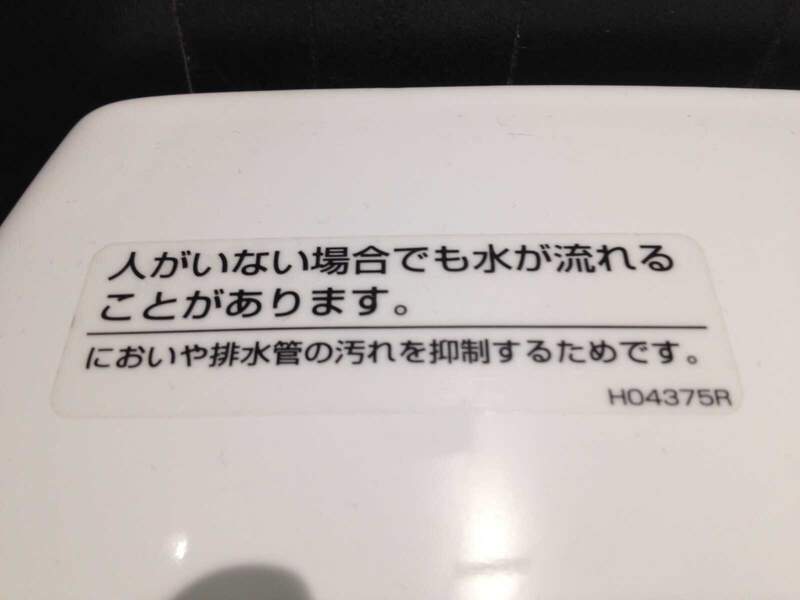 人がいない場合でも水が流れる
ことがあります。
においや排水管の汚れを抑制するためです。
H04375R